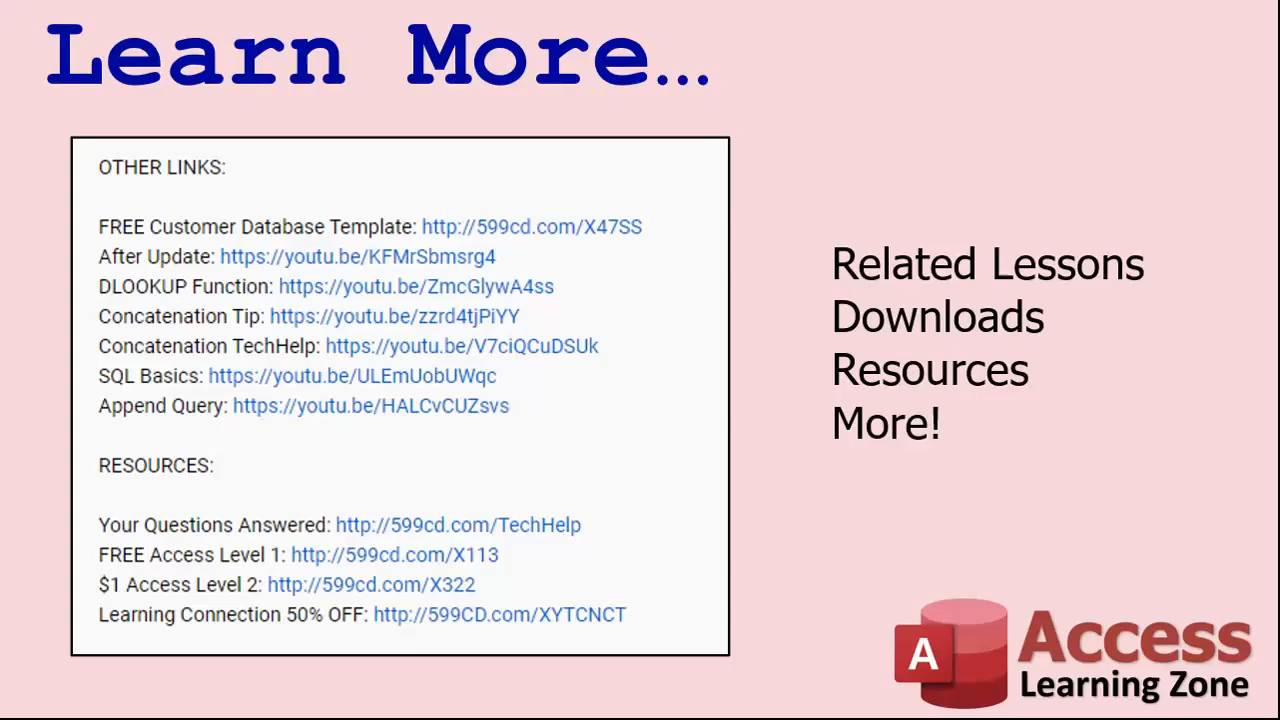 Learn More...
OTHER LINKS:
FREE Customer Database Template: http://599cd.com/X47SS
After Update: https://youtu.be/KFMrSbmsrg4
DLOOKUP Function: https://youtu.be/ZmcGlywA4ss
Concatenation Tip: https://youtu.be/zzrd4tjPiYY
Concatenation TechHelp: https://youtu.be/V7ciQCuDSUk
SQL Basics: https://youtu.be/ULEmUobUWqc
Append Query: https://youtu.be/HALCvCUZsvs
RESOURCES:
Your Questions Answered: http://599cd.com/TechHelp
FREE Access Level 1: http://599cd.com/X113
$1 Access Level 2: http://599cd.com/X322
Learning Connection 50% OFF: http://599CD.com/XYTCNCT
Related Lessons
Downloads
Resources
More!
A
Access
Learning Zone